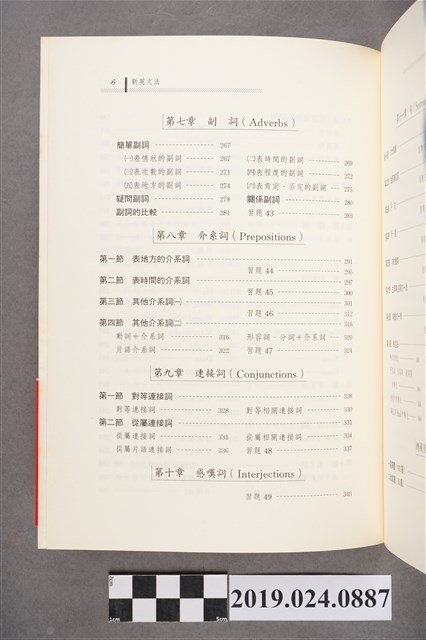 6 新英文法
第七章 副 詞 (Adverbs)
簡單副詞 267
㈠表情狀的副詞 267 ㈡表時間的副詞 269
㈢表次數的副詞 271 ㈣表程度的副詞 272
㈤表地方的副詞 274 ㈥表肯定、否定的副詞 275
疑問副詞 278 關係副詞 280
副詞的比較 281 習題 43 283
第八章 介系詞 (Prepositions)
第一節 表地方的介系詞 291
習題 44 295
第二節 表時間的介系詞 297
習題 45 300
第三節 其他介系詞㈠ 301
習題 46 312
第四節 其他介系詞㈡ 316
動詞+介系詞 316 形容詞、分詞+介系詞 320
片語介系詞 322 習題 47 324
第九章 連接詞 (Conjunctions)
第一節 對等連接詞 328
對等連接詞 328 對等相關連接詞 330
第二節 從屬連接詞 331
從屬連接詞 331 從屬相關連接詞 334
從屬片語連接詞 336 習題 48 337
第十章 感嘆詞 (Interjections)
習題 49 343
2cm
1cm 5cm
2019.024.0887